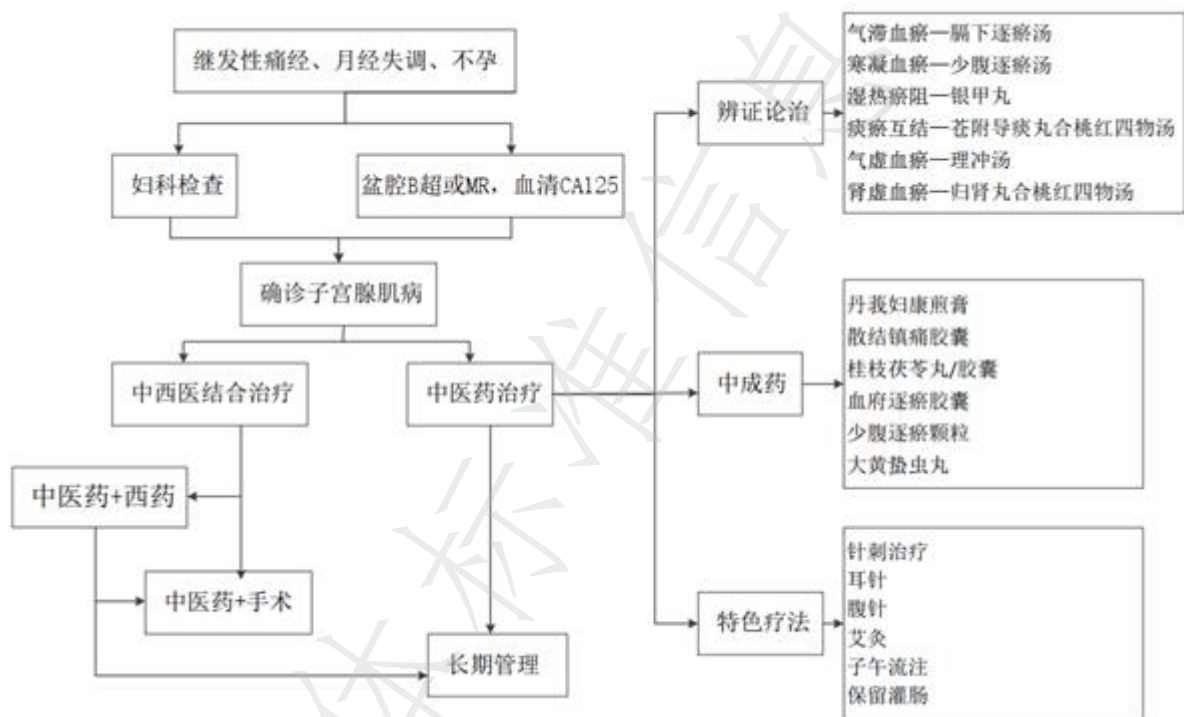 继发性痛经、月经失调、不孕
妇科检查
盆腔B超或MR，血清CA125
确诊子宫腺肌病
中西医结合治疗
中医药治疗
中医药+西药
中医药+手术
长期管理
辨证论治
气滞血瘀—膈下逐瘀汤
寒凝血瘀—少腹逐瘀汤
湿热瘀阻—银甲丸
痰瘀互结—苍附导痰丸合桃红四物汤
气虚血瘀—理冲汤
肾虚血瘀—归肾丸合桃红四物汤
中成药
丹莪妇康煎膏
散结镇痛胶囊
桂枝茯苓丸/胶囊
血府逐瘀胶囊
少腹逐瘀颗粒
大黄蛰虫丸
特色疗法
针刺治疗
耳针
腹针
艾灸
子午流注
保留灌肠
体标准信息